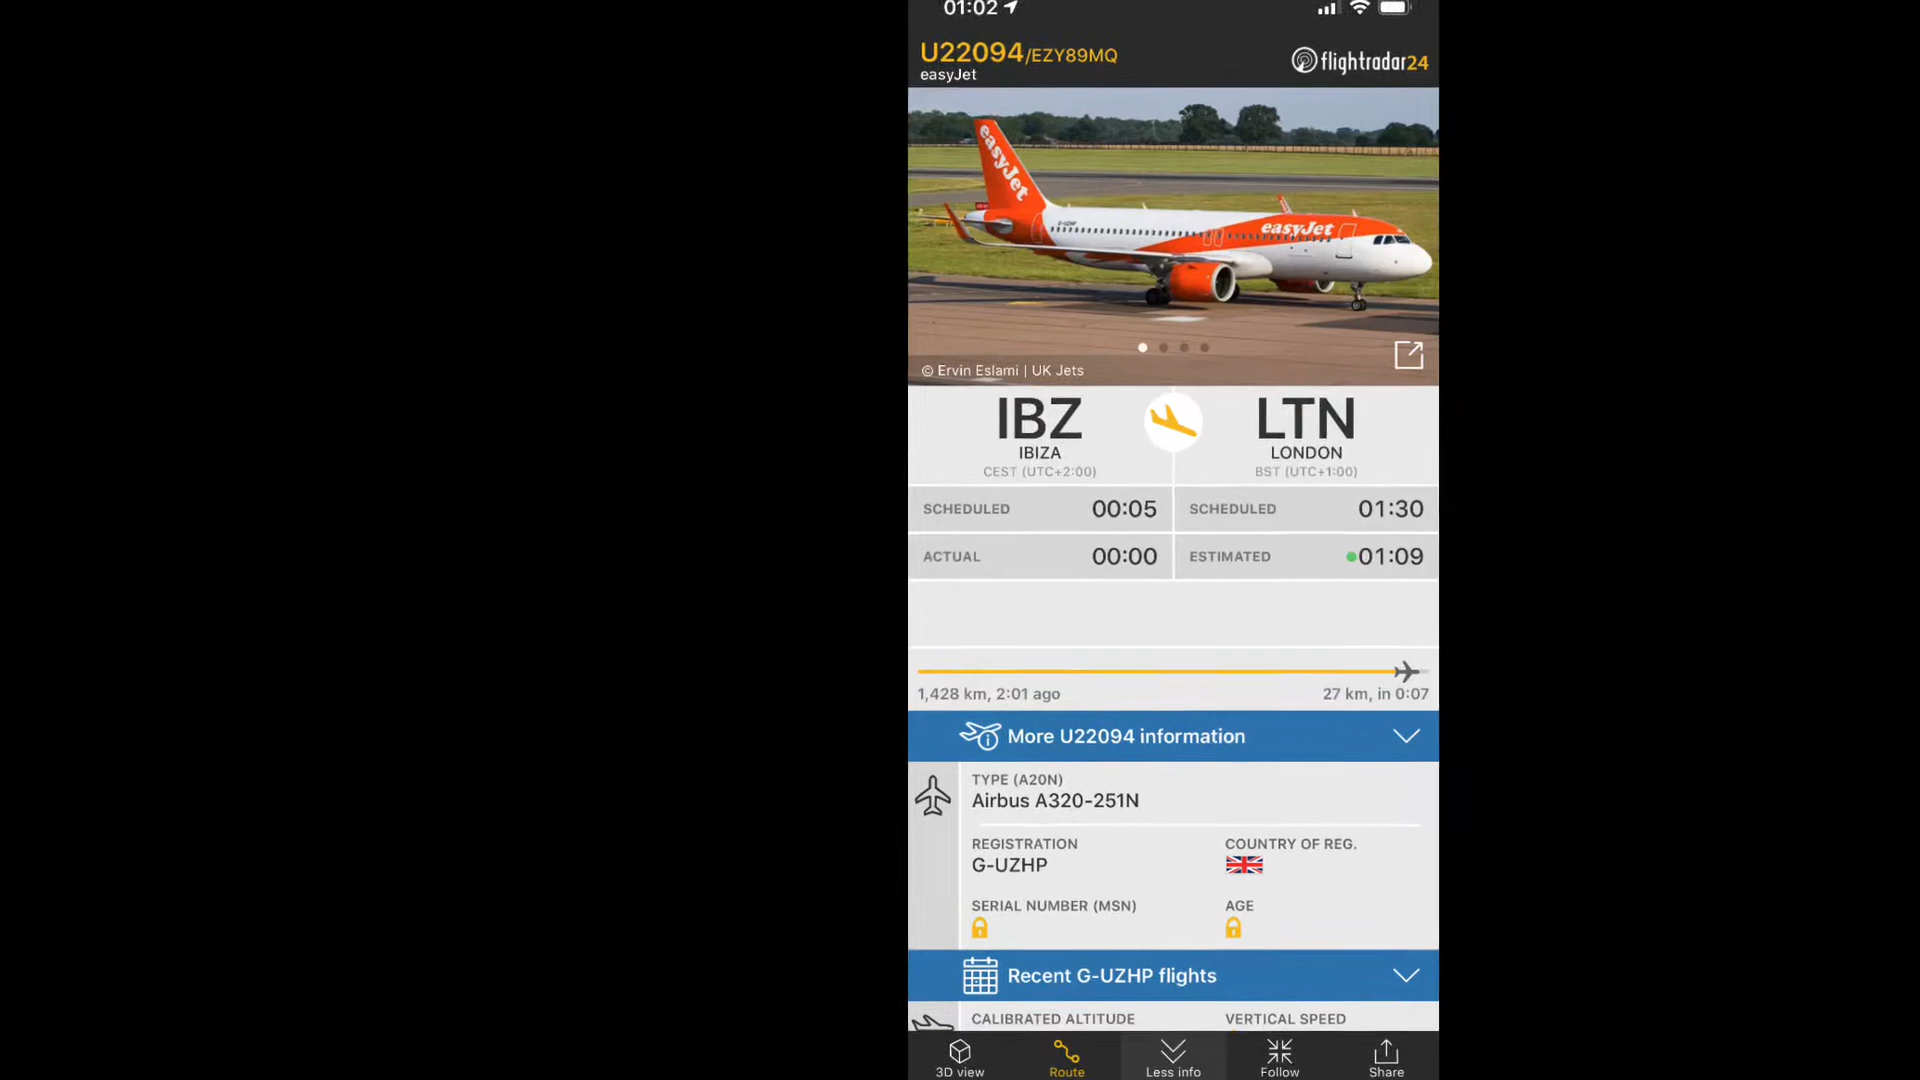 01:02
U22094/EZY89MQ
easyJet
flightradar24
easyJet
easyJet
© Ervin Eslami | UK Jets
IBZ
IBIZA
CEST (UTC+2:00)
LTN
LONDON
BST (UTC+1:00)
SCHEDULED 00:05
SCHEDULED 01:30
ACTUAL 00:00
ESTIMATED 01:09
1,428 km, 2:01 ago
27 km, in 0:07
More U22094 information
TYPE (A20N)
Airbus A320-251N
REGISTRATION
G-UZHP
COUNTRY OF REG.
SERIAL NUMBER (MSN)
AGE
Recent G-UZHP flights
CALIBRATED ALTITUDE
VERTICAL SPEED
3D view
Route
Less info
Follow
Share